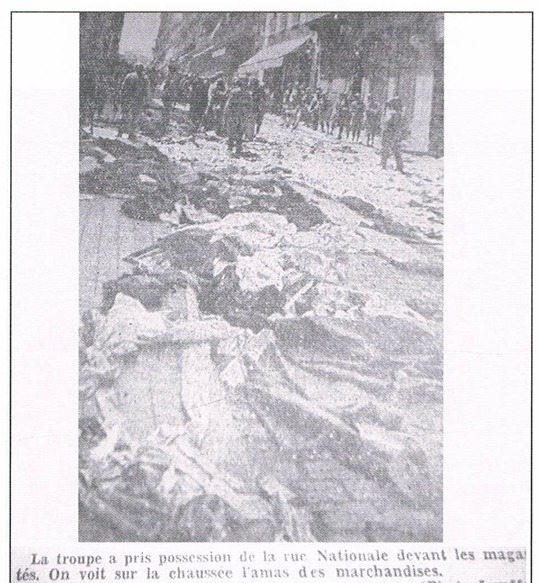 La troupe a pris possession de la rue Nationale devant les maga
tés. On voit sur la chaussée l'amas des marchandises.